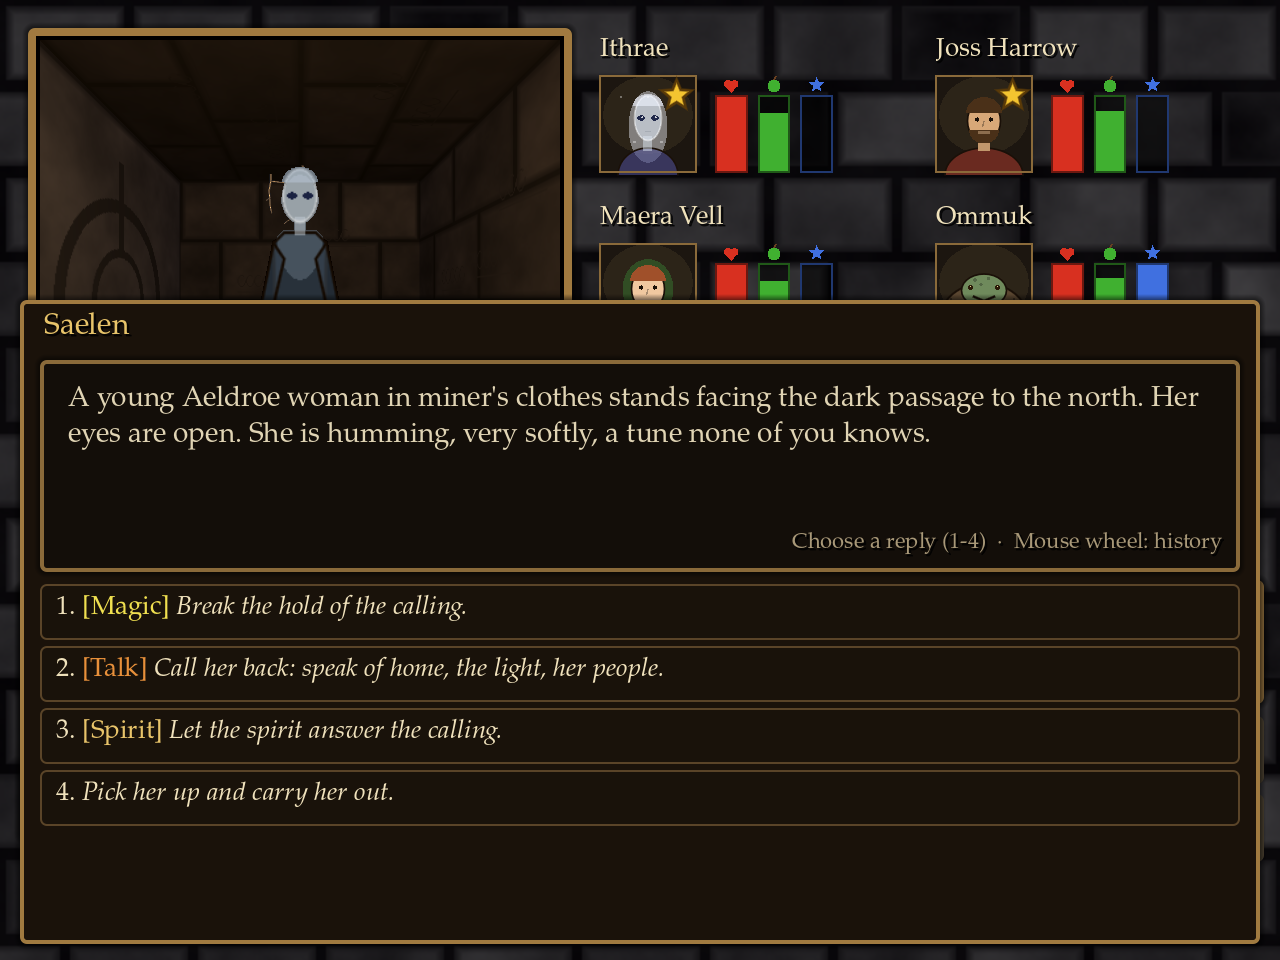 Ithrae
Joss Harrow
Maera Vell
Ommuk
Saelen
A young Aeldroe woman in miner's clothes stands facing the dark passage to the north. Her
eyes are open. She is humming, very softly, a tune none of you knows.
Choose a reply (1-4)  ·  Mouse wheel: history
1. [Magic] Break the hold of the calling.
2. [Talk] Call her back: speak of home, the light, her people.
3. [Spirit] Let the spirit answer the calling.
4. Pick her up and carry her out.